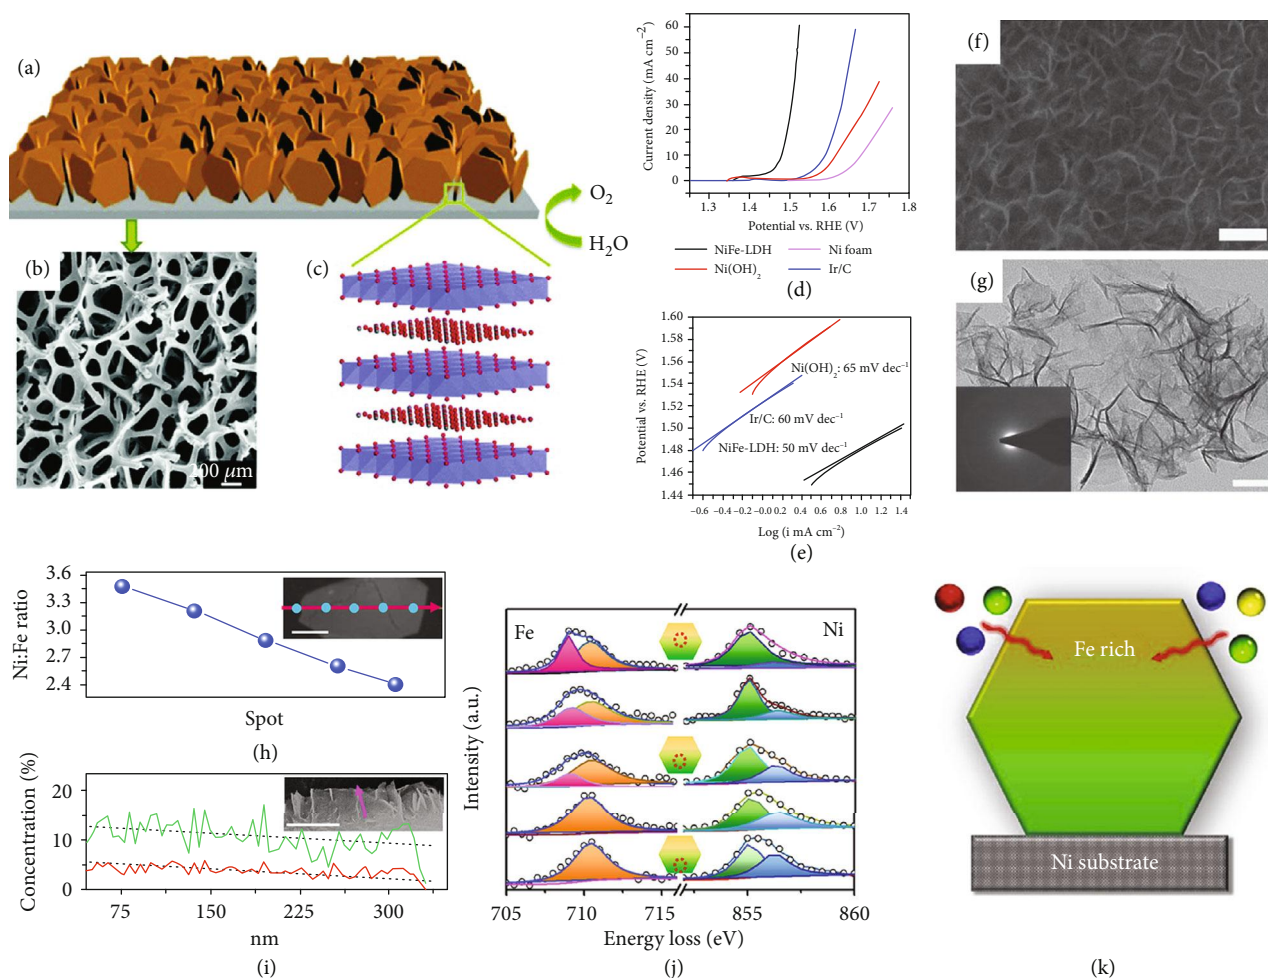 (a)
O₂
H₂O
(b)
100 μm
(c)
Current density (mA cm⁻²)
60
50
40
30
20
10
0
1.3 1.4 1.5 1.6 1.7 1.8
Potential vs. RHE (V)
NiFe-LDH
Ni foam
Ni(OH)₂
Ir/C
(d)
Potential vs. RHE (V)
1.60
1.56
1.54
1.52
1.50
1.48
1.46
1.44
Ni(OH)₂: 65 mV dec⁻¹
Ir/C: 60 mV dec⁻¹
NiFe-LDH: 50 mV dec⁻¹
−0.6 −0.4 −0.2 −0.0 0.2 0.4 0.6 0.8 1.0 1.2 1.4
Log (i mA cm⁻²)
(e)
(f)
(g)
Ni:Fe ratio
3.6
3.3
3.0
2.7
2.4
Spot
(h)
Concentration (%)
20
10
0
75 150 225 300
nm
(i)
Intensity (a.u.)
Fe
Ni
705 710 715 855 860
Energy loss (eV)
(j)
Fe rich
Ni substrate
(k)